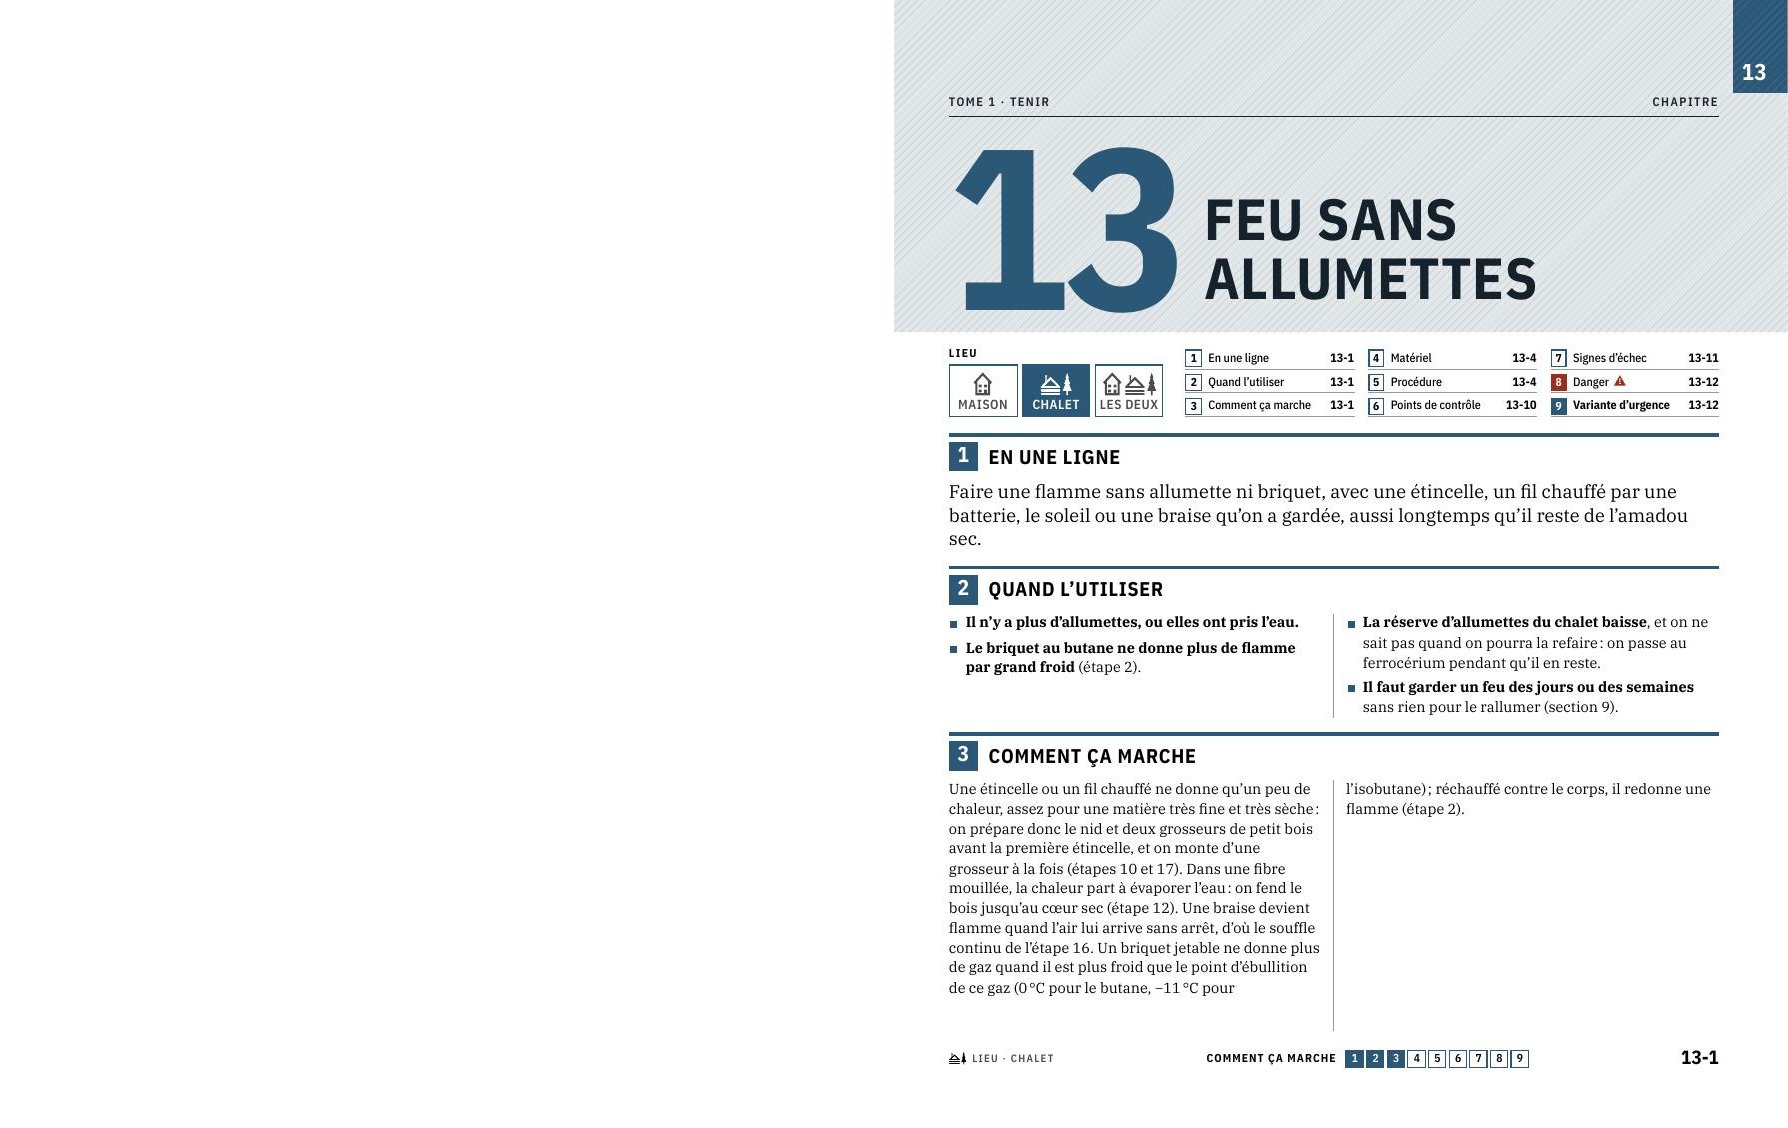 13
TOME 1 · TENIR
CHAPITRE
13
FEU SANS
ALLUMETTES
LIEU
MAISON
CHALET
LES DEUX
1 En une ligne 13-1
2 Quand l’utiliser 13-1
3 Comment ça marche 13-1
4 Matériel 13-4
5 Procédure 13-4
6 Points de contrôle 13-10
7 Signes d’échec 13-11
8 Danger 13-12
9 Variante d’urgence 13-12
1 EN UNE LIGNE
Faire une flamme sans allumette ni briquet, avec une étincelle, un fil chauffé par une
batterie, le soleil ou une braise qu’on a gardée, aussi longtemps qu’il reste de l’amadou
sec.
2 QUAND L’UTILISER
Il n’y a plus d’allumettes, ou elles ont pris l’eau.
Le briquet au butane ne donne plus de flamme
par grand froid (étape 2).
La réserve d’allumettes du chalet baisse, et on ne
sait pas quand on pourra la refaire : on passe au
ferrocérium pendant qu’il en reste.
Il faut garder un feu des jours ou des semaines
sans rien pour le rallumer (section 9).
3 COMMENT ÇA MARCHE
Une étincelle ou un fil chauffé ne donne qu’un peu de
chaleur, assez pour une matière très fine et très sèche :
on prépare donc le nid et deux grosseurs de petit bois
avant la première étincelle, et on monte d’une
grosseur à la fois (étapes 10 et 17). Dans une fibre
mouillée, la chaleur part à évaporer l’eau : on fend le
bois jusqu’au cœur sec (étape 12). Une braise devient
flamme quand l’air lui arrive sans arrêt, d’où le souffle
continu de l’étape 16. Un briquet jetable ne donne plus
de gaz quand il est plus froid que le point d’ébullition
de ce gaz (0 °C pour le butane, −11 °C pour
l’isobutane) ; réchauffé contre le corps, il redonne une
flamme (étape 2).
LIEU · CHALET
COMMENT ÇA MARCHE 1 2 3 4 5 6 7 8 9
13-1